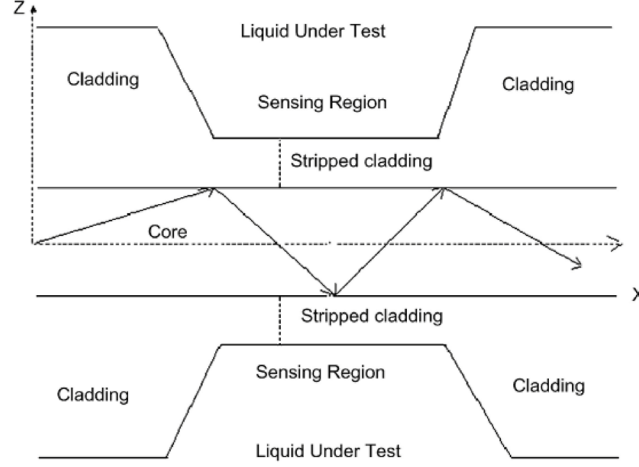 Z
Liquid Under Test
Cladding
Cladding
Sensing Region
Stripped cladding
Core
X
Stripped cladding
Sensing Region
Cladding
Cladding
Liquid Under Test